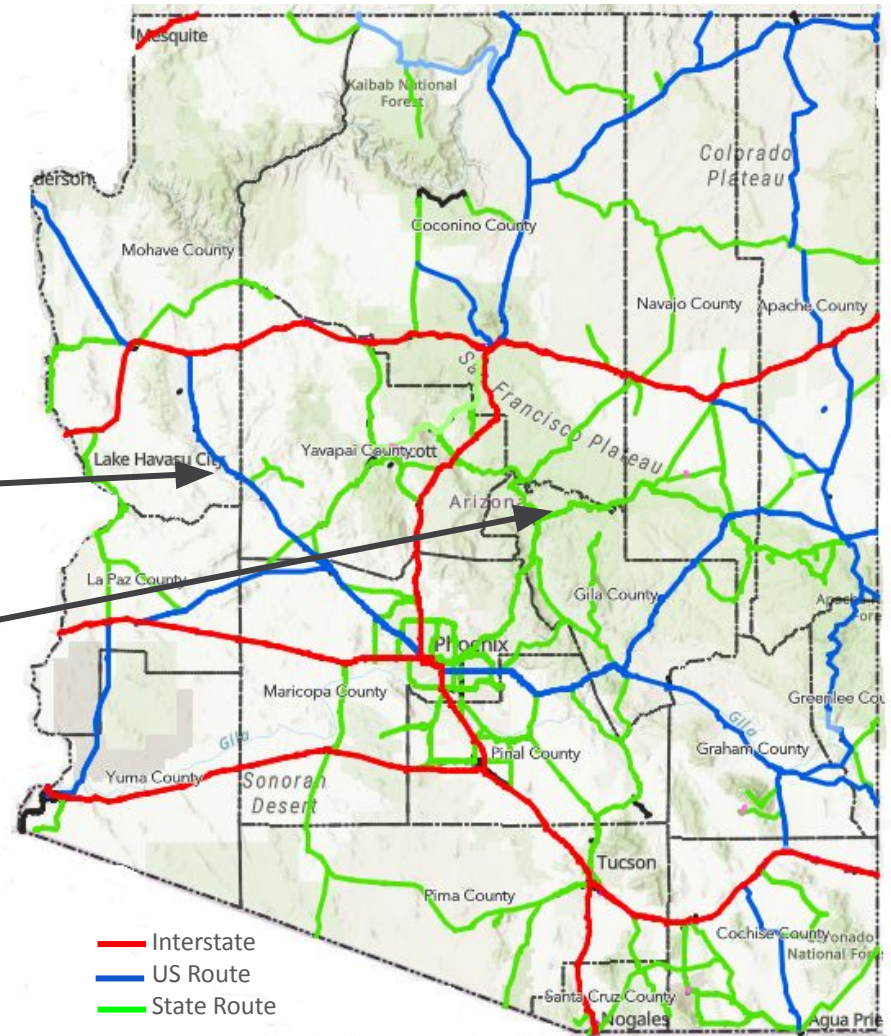 Mesquite
Kaibab National
Forest
Colorado
Plateau
derson
Coconino County
Mohave County
Navajo County
Apache County
San Francisco Plateau
Lake Havasu City
Yavapai County
cott
Arizona
La Paz County
Gila County
Phoenix
Maricopa County
Greenlee Cou
Gila
Gila
Graham County
Pinal County
Yuma County
Sonoran
Desert
Tucson
Pima County
Cochise County
National Fore
Interstate
US Route
State Route
Santa Cruz County
Nogales
Agua Prie